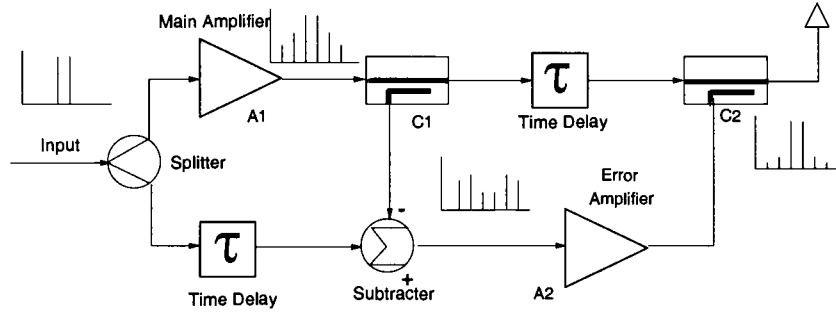 Main Amplifier
A1
C1
τ
Time Delay
C2
Input
Splitter
Error
Amplifier
τ
Time Delay
-
Σ
+
Subtracter
A2